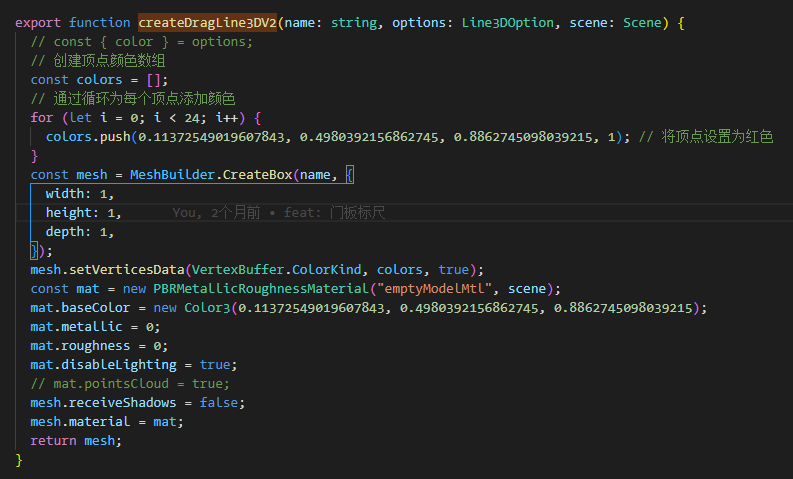 export function createDragLine3DV2(name: string, options: Line3DOption, scene: Scene) {
// const { color } = options;
// 创建顶点颜色数组
const colors = [];
// 通过循环为每个顶点添加颜色
for (let i = 0; i < 24; i++) {
colors.push(0.11372549019607843, 0.4980392156862745, 0.8862745098039215, 1); // 将顶点设置为红色
}
const mesh = MeshBuilder.CreateBox(name, {
width: 1,
height: 1, You, 2个月前 • feat: 门板标尺
depth: 1,
});
mesh.setVerticesData(VertexBuffer.ColorKind, colors, true);
const mat = new PBRMetallicRoughnessMaterial("emptyModelMtl", scene);
mat.baseColor = new Color3(0.11372549019607843, 0.4980392156862745, 0.8862745098039215);
mat.metallic = 0;
mat.roughness = 0;
mat.disableLighting = true;
// mat.pointsCloud = true;
mesh.receiveShadows = false;
mesh.material = mat;
return mesh;
}